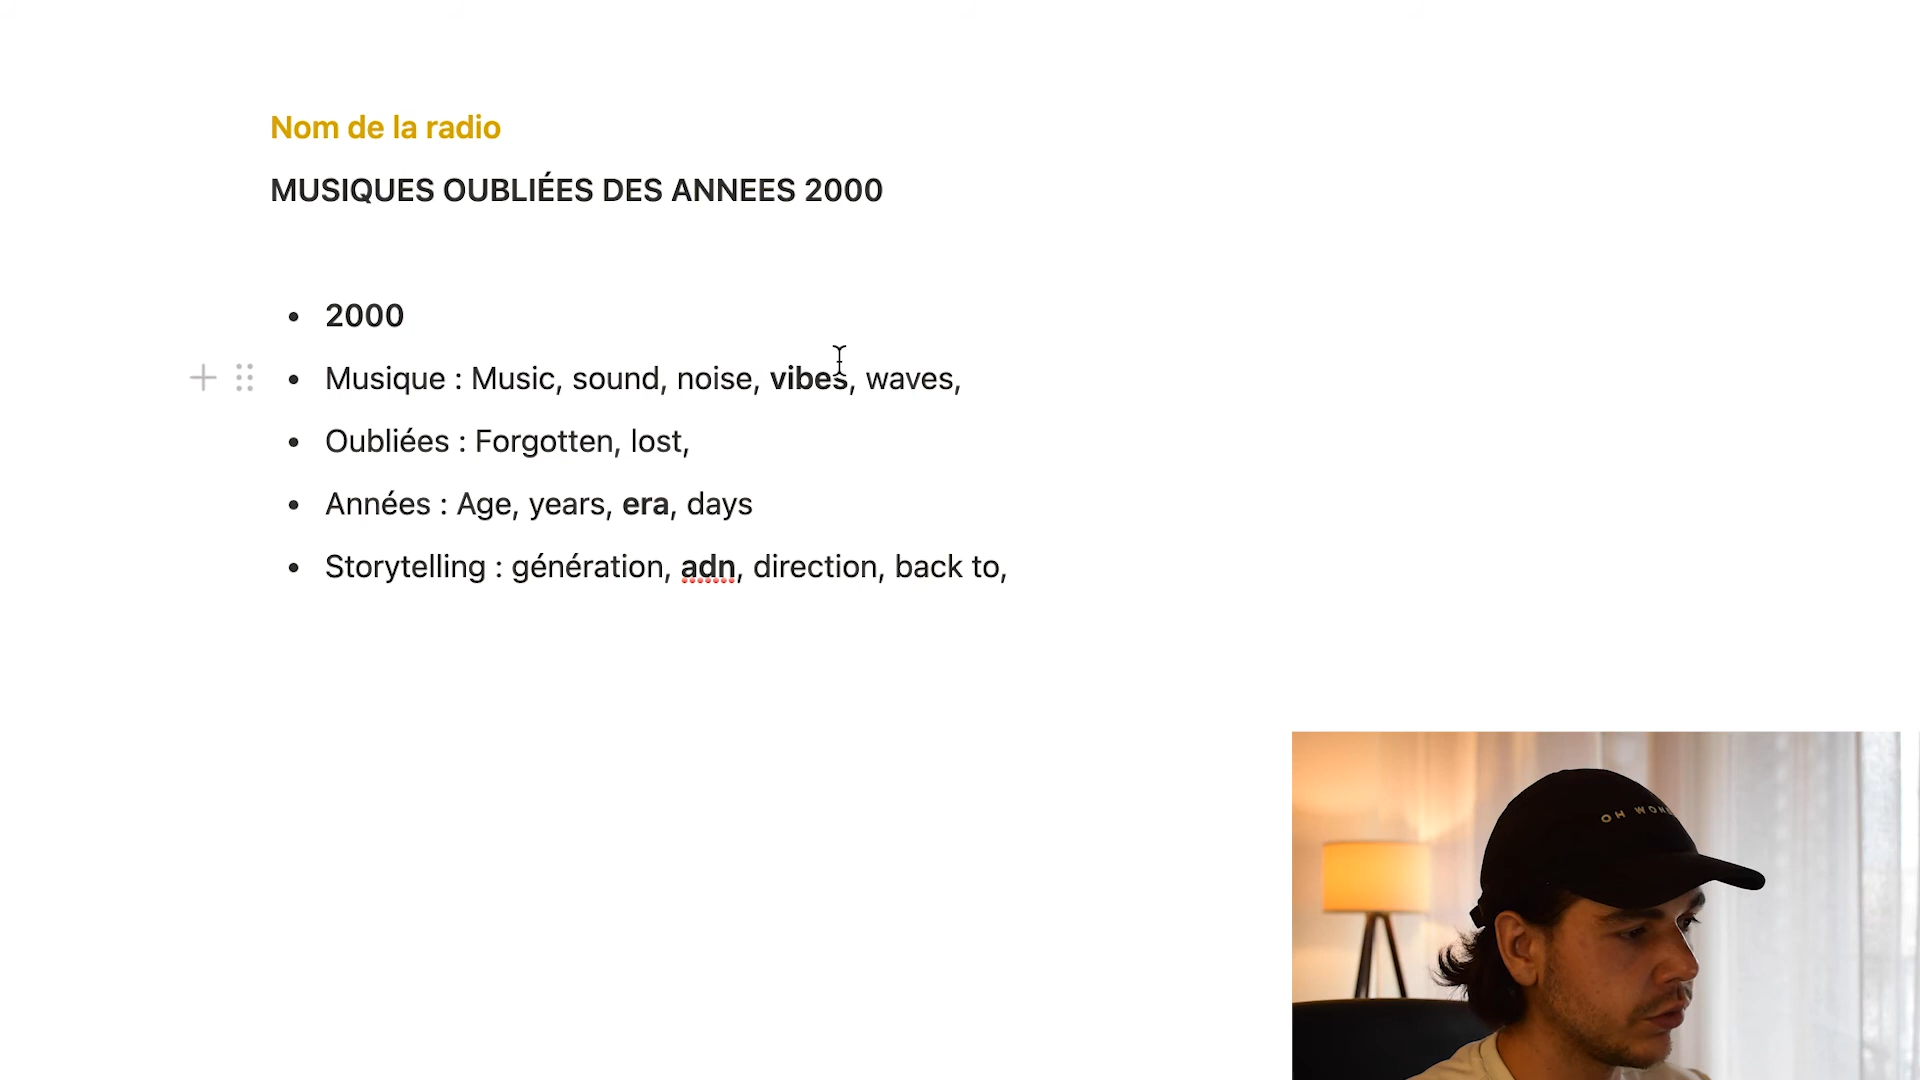 Nom de la radio
MUSIQUES OUBLIÉES DES ANNEES 2000
• 2000
• Musique : Music, sound, noise, vibes, waves,
• Oubliées : Forgotten, lost,
• Années : Age, years, era, days
• Storytelling : génération, adn, direction, back to,
OH